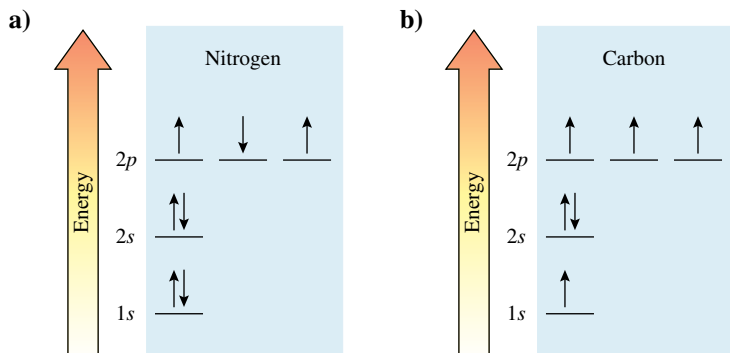 a)
Nitrogen
2p
2s
1s
Energy
b)
Carbon
2p
2s
1s
Energy